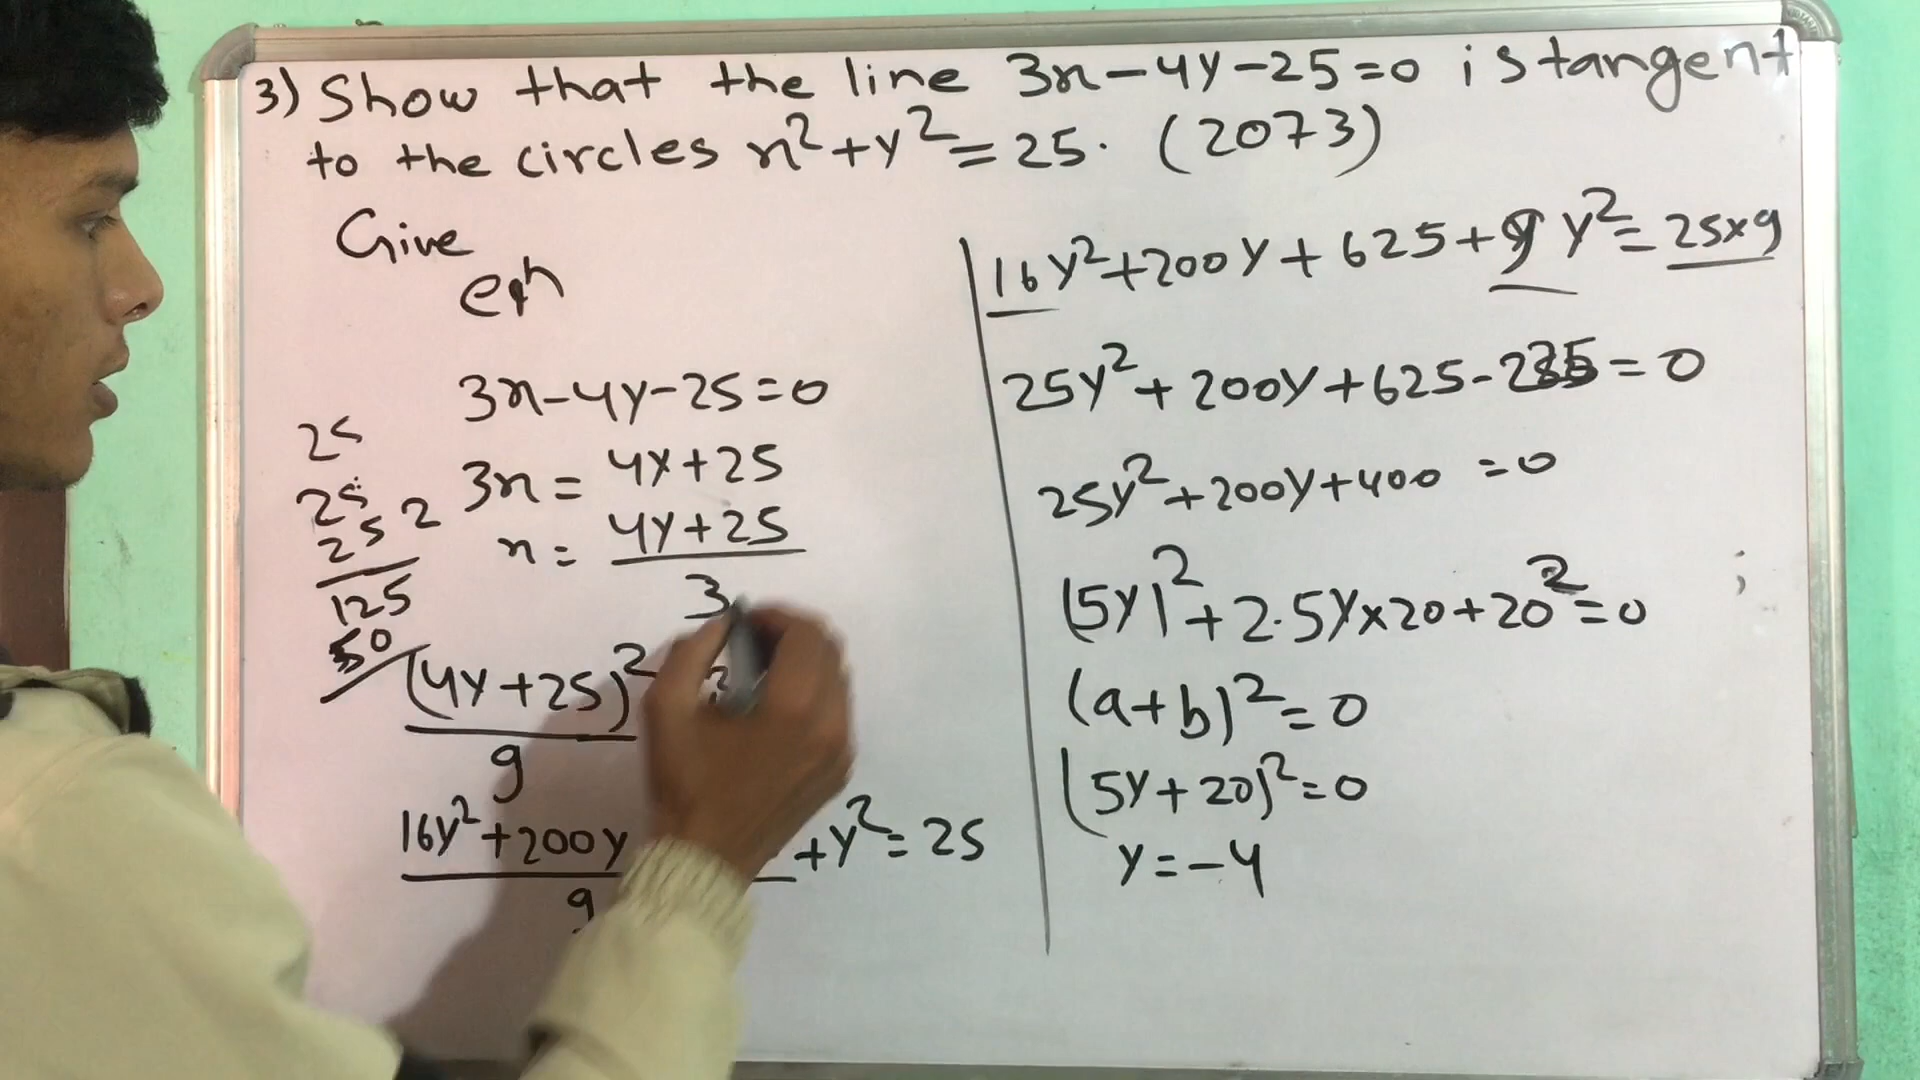 3) Show that the line 3x-4y-25=0 is tangent
to the circles x²+y²=25. (2073)
Give
eqn
3x-4y-25=0
3x = 4y+25
x = 4y+25
3
25
25
25 2
125
50
(4y+25)²
9
16y²+200y +y²=25
9
16y²+200y+625+9y²=25×9
25y²+200y+625- =0
25y²+200y+400 =0
(5y)²+2.5y×20+20²=0
(a+b)²=0
(5y+20)²=0
y=-4